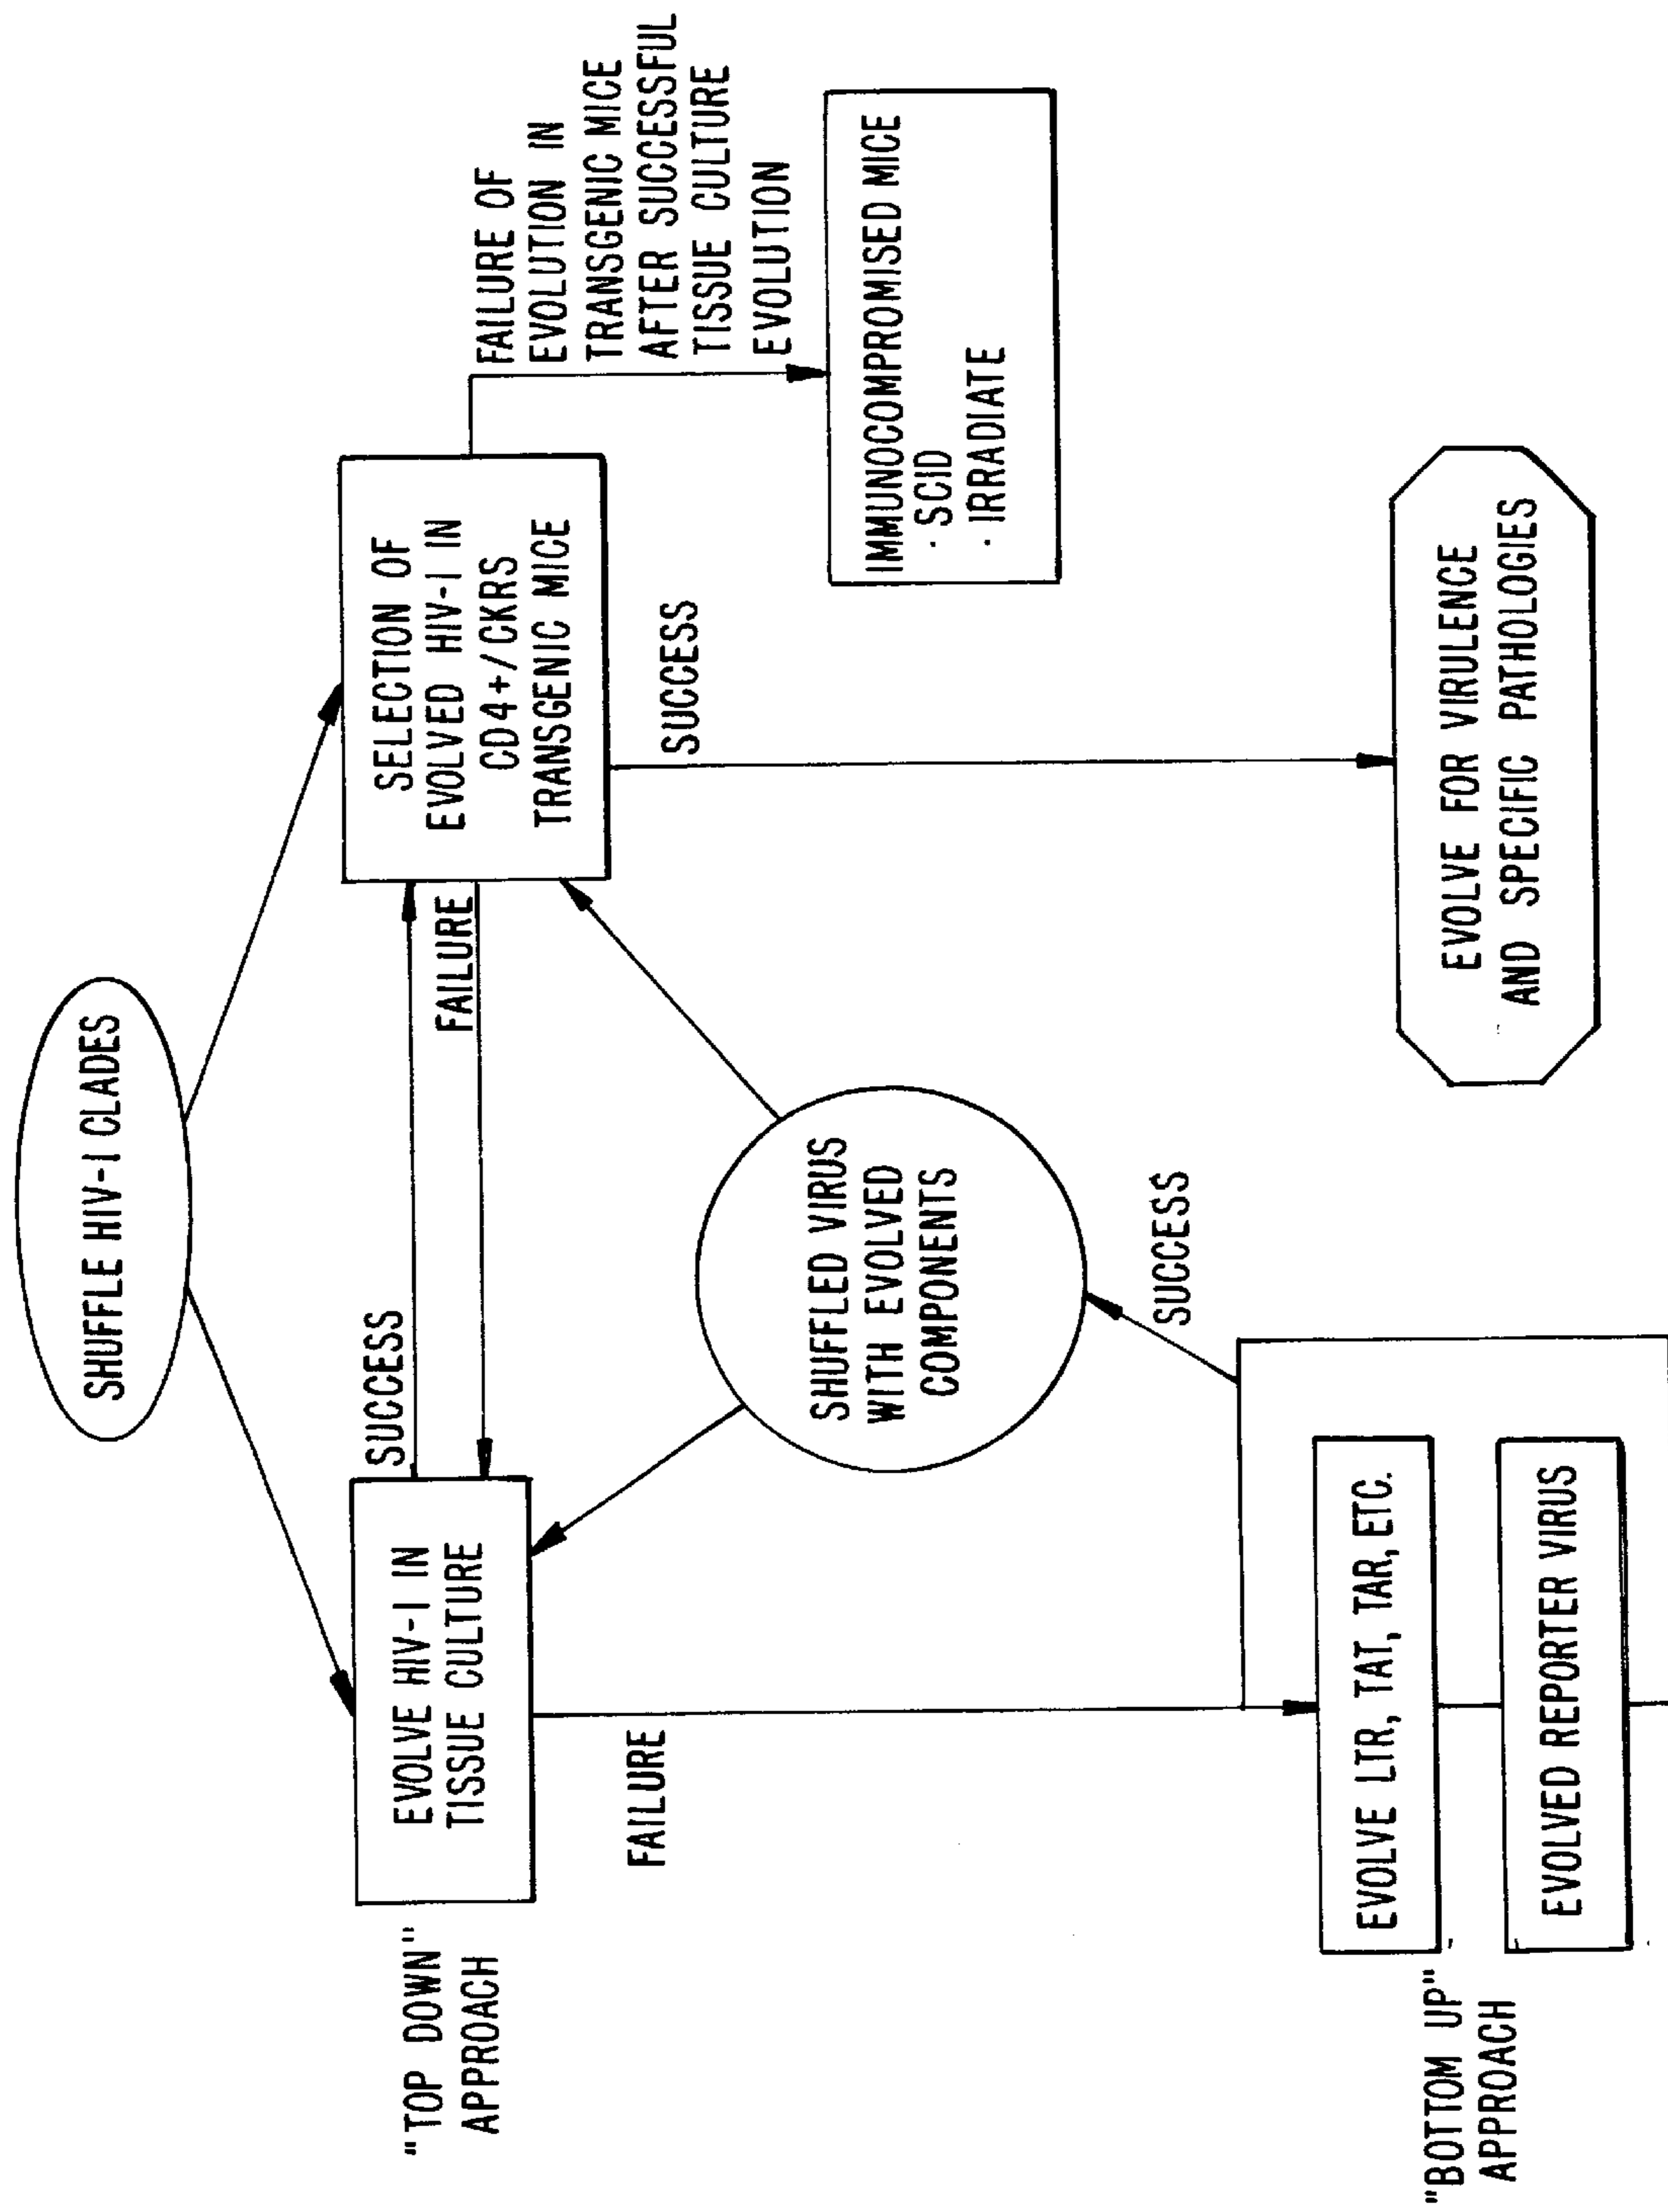 SHUFFLE HIV-1 CLADES
"TOP DOWN"
APPROACH
EVOLVE HIV-1 IN
TISSUE CULTURE
SUCCESS
FAILURE
SELECTION OF
EVOLVED HIV-1 IN
CD4+/CKRS
TRANSGENIC MICE
FAILURE OF
EVOLUTION IN
TRANSGENIC MICE
AFTER SUCCESSFUL
TISSUE CULTURE
EVOLUTION
FAILURE
SHUFFLED VIRUS
WITH EVOLVED
COMPONENTS
SUCCESS
IMMUNOCOMPROMISED MICE
· SCID
· IRRADIATE
SUCCESS
"BOTTOM UP"
APPROACH
EVOLVE LTR, TAT, TAR, ETC.
EVOLVED REPORTER VIRUS
EVOLVE FOR VIRULENCE
AND SPECIFIC PATHOLOGIES